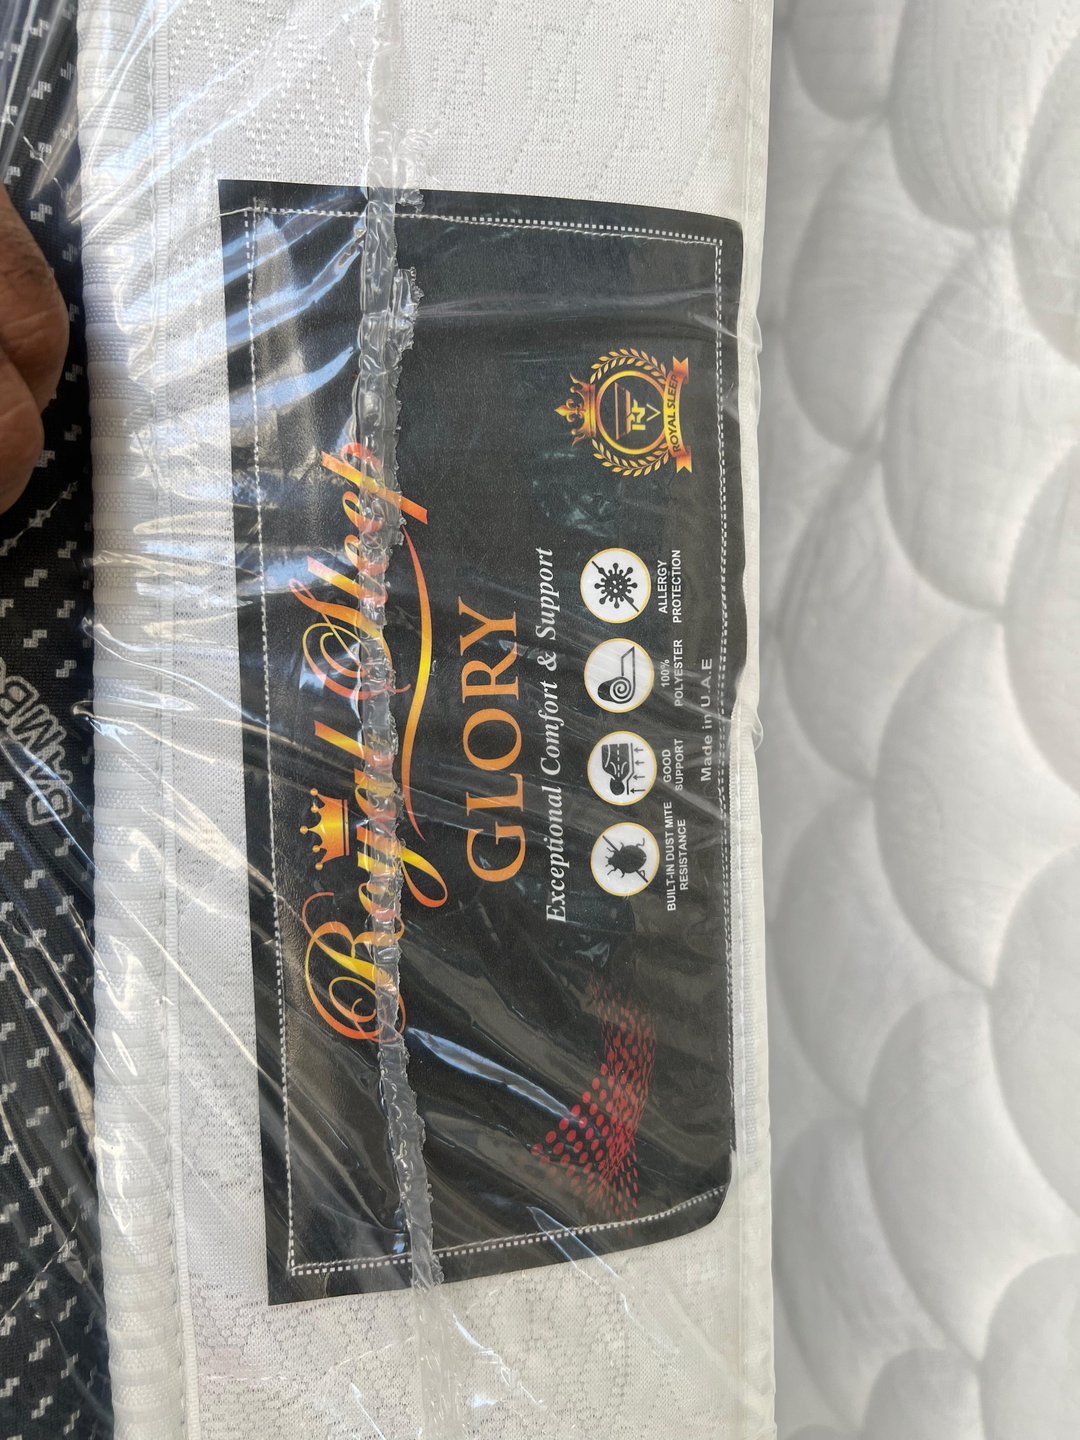 Royal Sleep
GLORY
Exceptional Comfort & Support
BUILT-IN DUST MITE
RESISTANCE
GOOD
SUPPORT
100%
POLYESTER
ALLERGY
PROTECTION
Made in U.A.E
ROYAL SLEEP